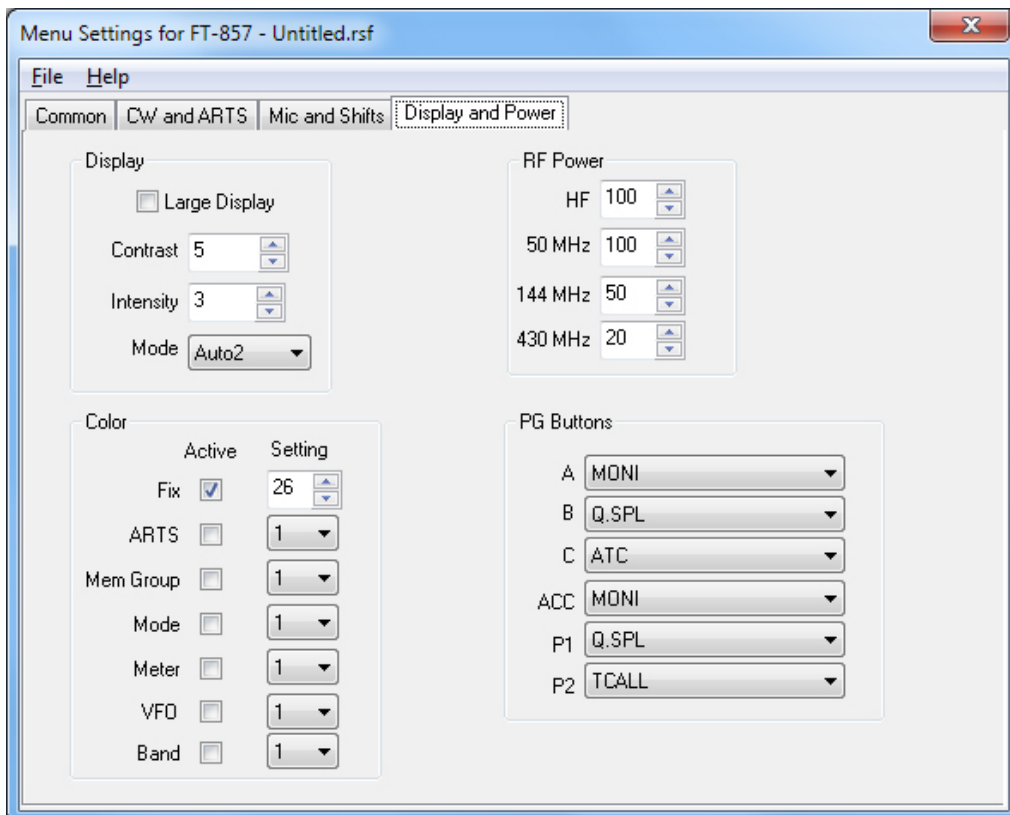 Menu Settings for FT-857 - Untitled.rsf
File Help
Common CW and ARTS Mic and Shifts Display and Power
Display
Large Display
Contrast 5
Intensity 3
Mode Auto2
RF Power
HF 100
50 MHz 100
144 MHz 50
430 MHz 20
Color
Active Setting
Fix 26
ARTS 1
Mem Group 1
Mode 1
Meter 1
VFO 1
Band 1
PG Buttons
A MONI
B Q.SPL
C ATC
ACC MONI
P1 Q.SPL
P2 TCALL